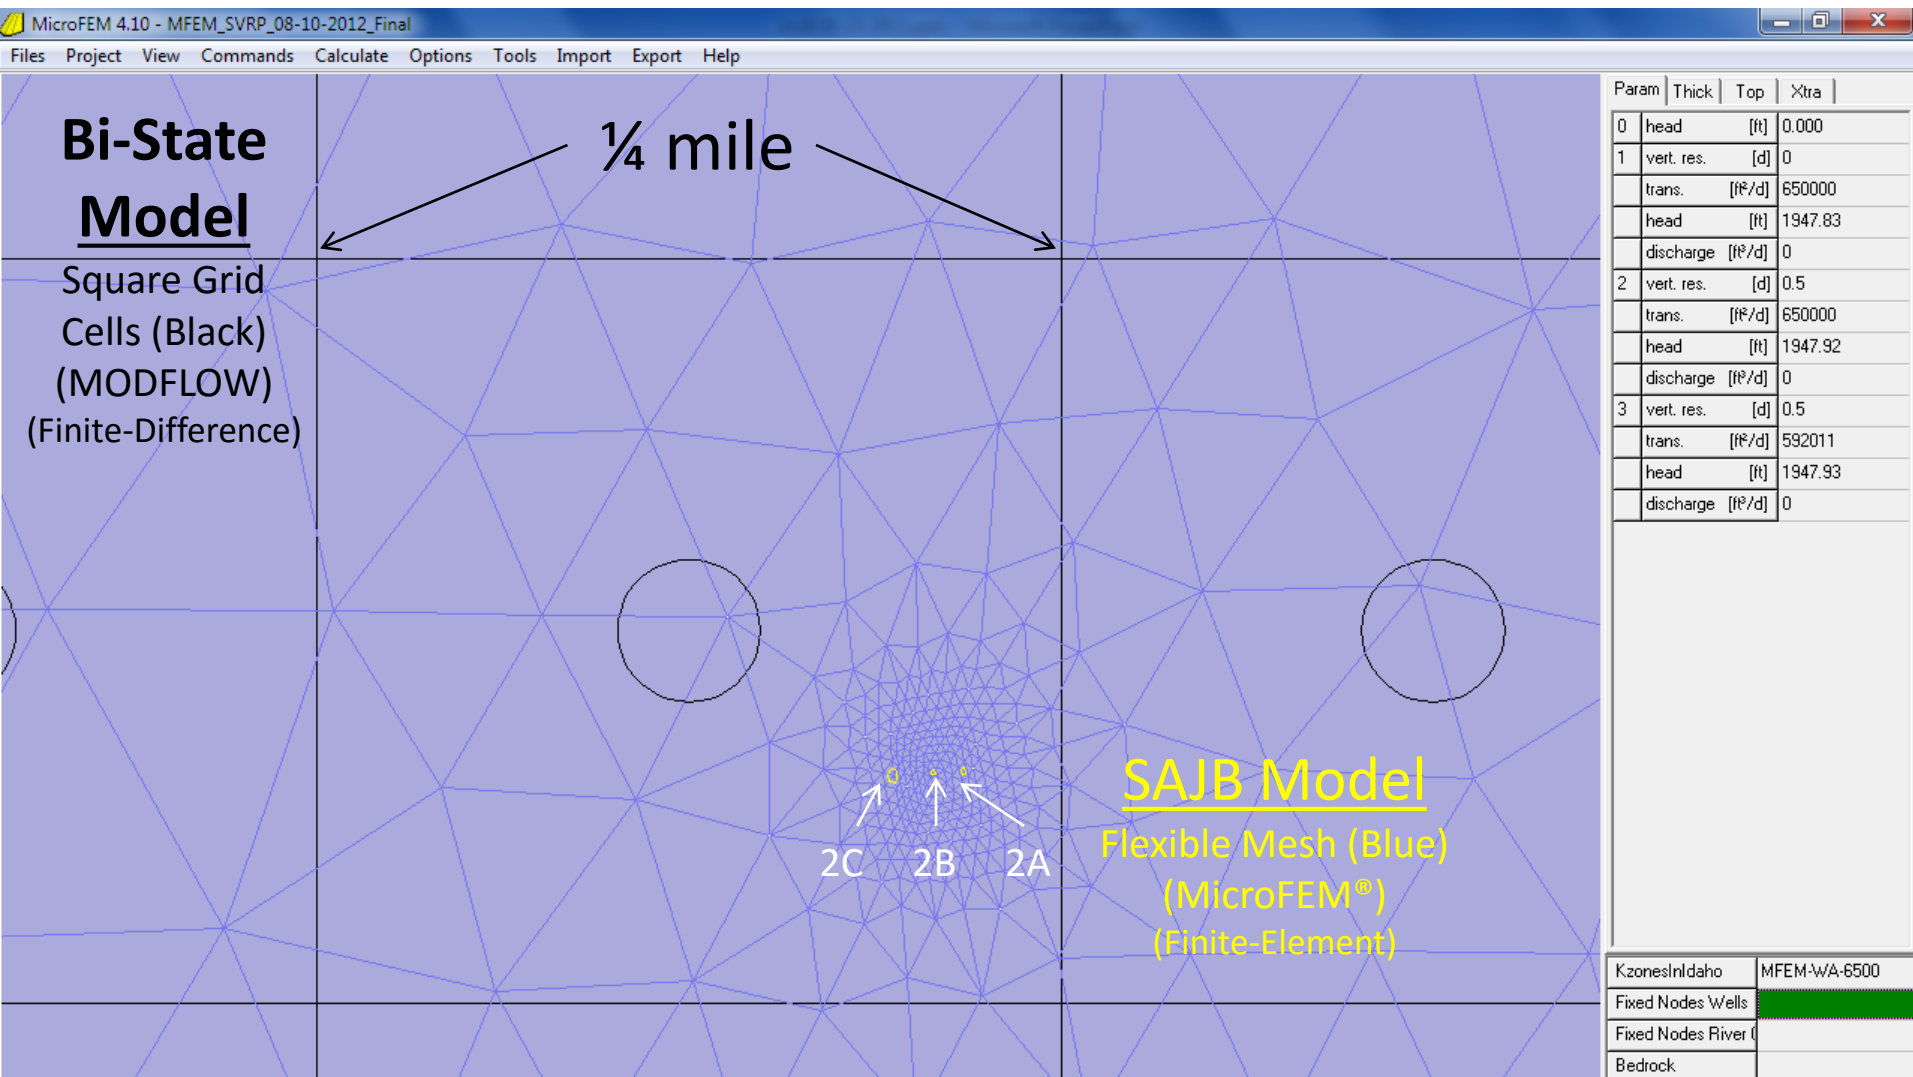 MicroFEM 4.10 - MFEM_SVRP_08-10-2012_Final
Files Project View Commands Calculate Options Tools Import Export Help
Bi-State
Model
Square Grid
Cells (Black)
(MODFLOW)
(Finite-Difference)
¼ mile
2C 2B 2A
SAJB Model
Flexible Mesh (Blue)
(MicroFEM®)
(Finite-Element)
Param Thick Top Xtra
0 head [ft] 0.000
1 vert. res. [d] 0
trans. [ft²/d] 650000
head [ft] 1947.83
discharge [ft³/d] 0
2 vert. res. [d] 0.5
trans. [ft²/d] 650000
head [ft] 1947.92
discharge [ft³/d] 0
3 vert. res. [d] 0.5
trans. [ft²/d] 592011
head [ft] 1947.93
discharge [ft³/d] 0
KzonesInIdaho MFEM-WA-6500
Fixed Nodes Wells
Fixed Nodes River
Bedrock